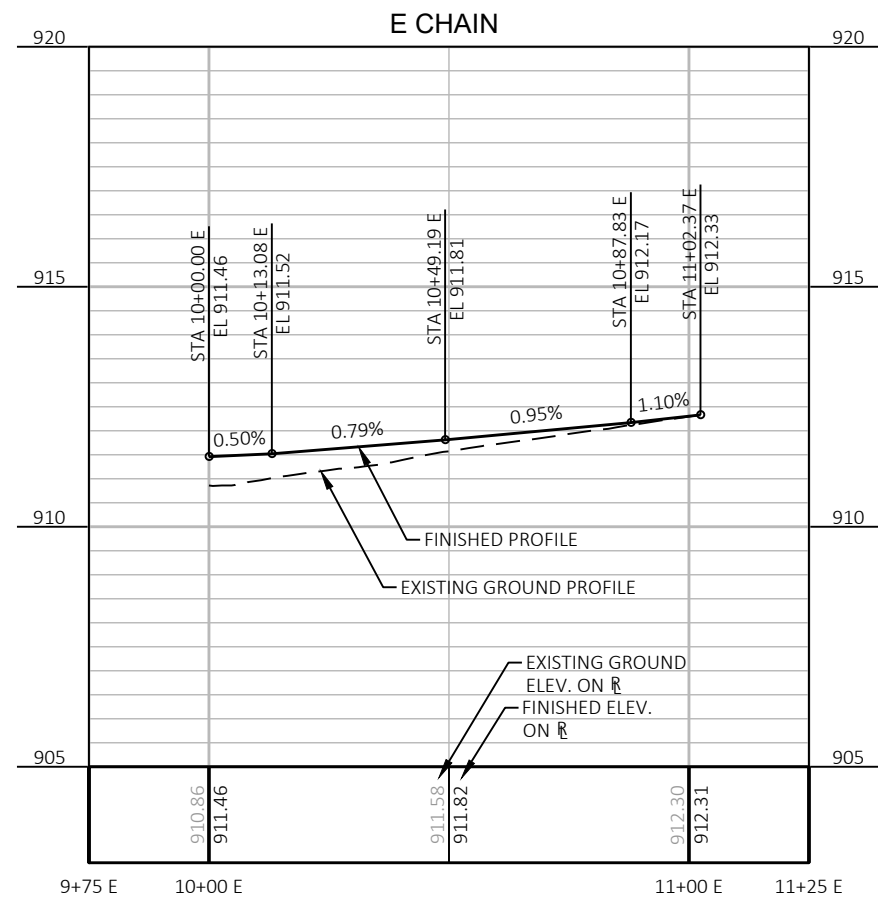 E CHAIN
920
920
STA 10+00.00 E
EL 911.46
STA 10+13.08 E
EL 911.52
STA 10+49.19 E
EL 911.81
STA 10+87.83 E
EL 912.17
STA 11+02.37 E
EL 912.33
915
915
0.50%
0.79%
0.95%
1.10%
910
910
FINISHED PROFILE
EXISTING GROUND PROFILE
EXISTING GROUND
ELEV. ON ⅊
FINISHED ELEV.
ON ⅊
905
905
910.86
911.46
911.58
911.82
912.30
912.31
9+75 E
10+00 E
11+00 E
11+25 E